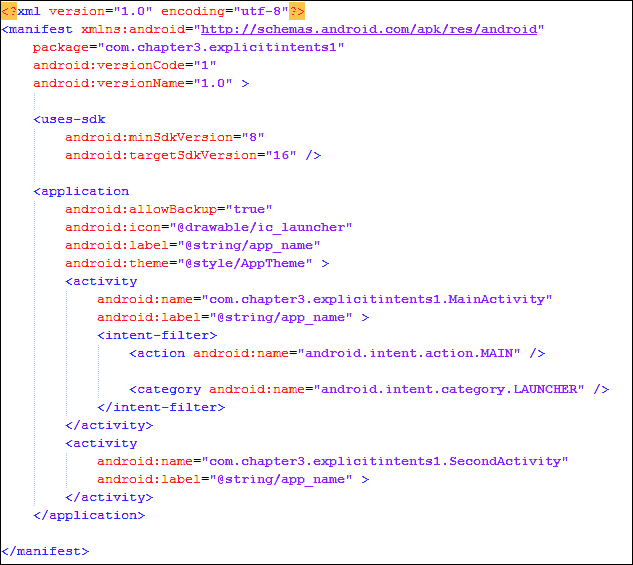 <?xml version="1.0" encoding="utf-8"?>
<manifest xmlns:android="http://schemas.android.com/apk/res/android"
    package="com.chapter3.explicitintents1"
    android:versionCode="1"
    android:versionName="1.0" >

    <uses-sdk
        android:minSdkVersion="8"
        android:targetSdkVersion="16" />

    <application
        android:allowBackup="true"
        android:icon="@drawable/ic_launcher"
        android:label="@string/app_name"
        android:theme="@style/AppTheme" >
        <activity
            android:name="com.chapter3.explicitintents1.MainActivity"
            android:label="@string/app_name" >
            <intent-filter>
                <action android:name="android.intent.action.MAIN" />

                <category android:name="android.intent.category.LAUNCHER" />
            </intent-filter>
        </activity>
        <activity
            android:name="com.chapter3.explicitintents1.SecondActivity"
            android:label="@string/app_name" >
        </activity>
    </application>

</manifest>